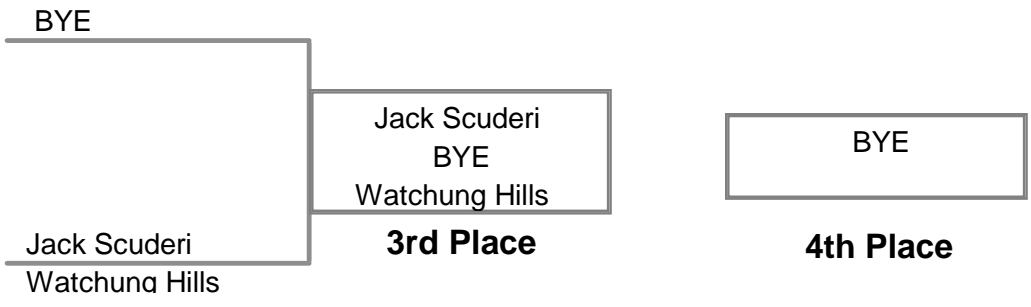 BYE
Jack Scuderi
BYE
Watchung Hills
3rd Place
BYE
4th Place
Jack Scuderi
Watchung Hills